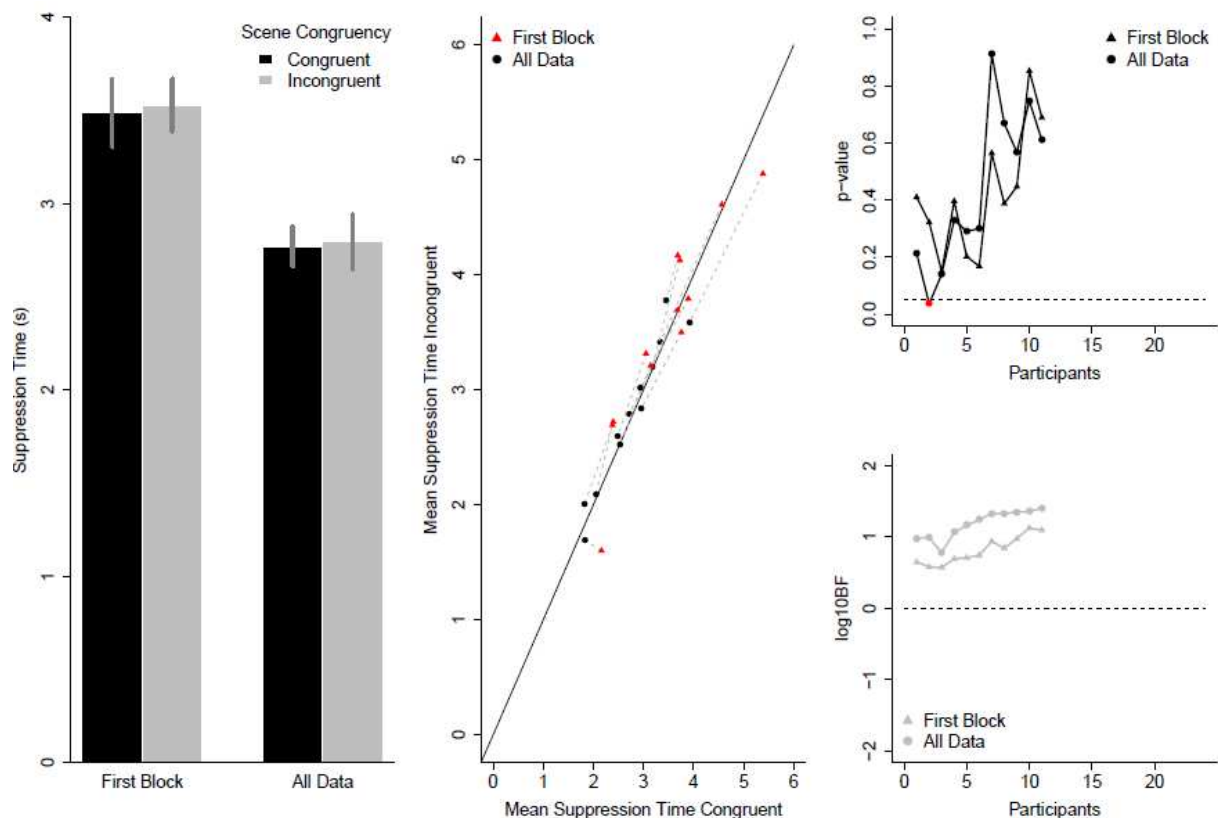 Suppression Time (s)
0
1
2
3
4
Scene Congruency
Congruent
Incongruent
First Block
All Data
Mean Suppression Time Incongruent
0
1
2
3
4
5
6
First Block
All Data
0 1 2 3 4 5 6
Mean Suppression Time Congruent
p−value
0.0 0.2 0.4 0.6 0.8 1.0
First Block
All Data
0 5 10 15 20
Participants
log10BF
−2 −1 0 1 2
First Block
All Data
0 5 10 15 20
Participants